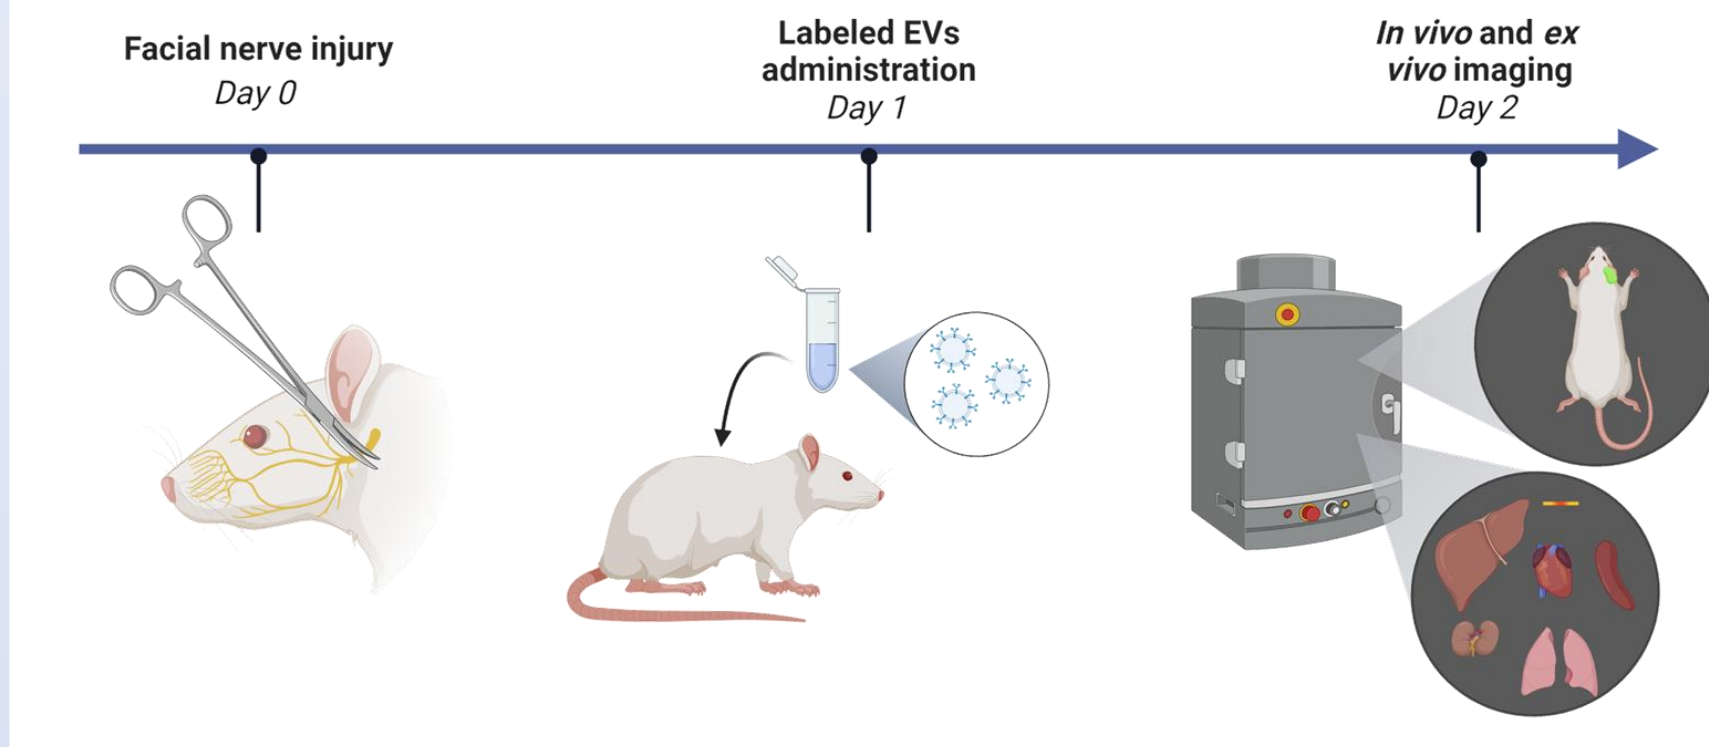 Facial nerve injury
Day 0
Labeled EVs
administration
Day 1
In vivo and ex
vivo imaging
Day 2